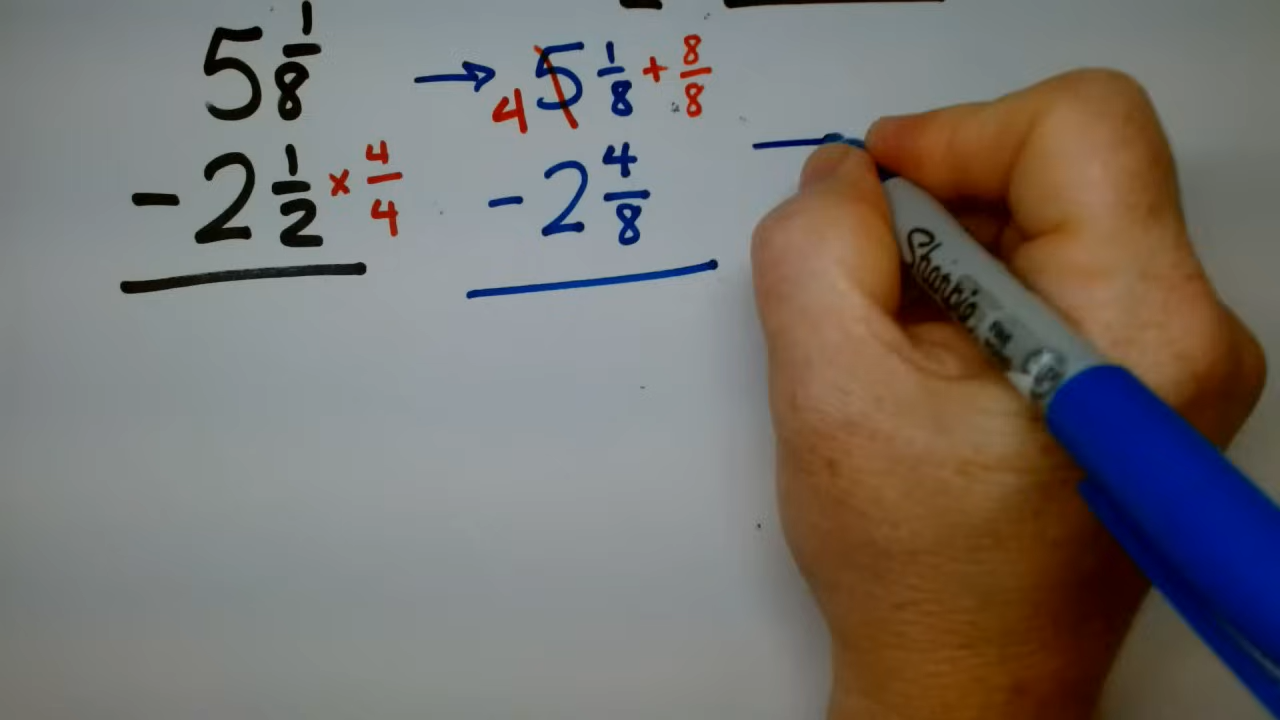 5 1/8 → 4 5 1/8 + 8/8
- 2 1/2 × 4/4 - 2 4/8
Sharpie